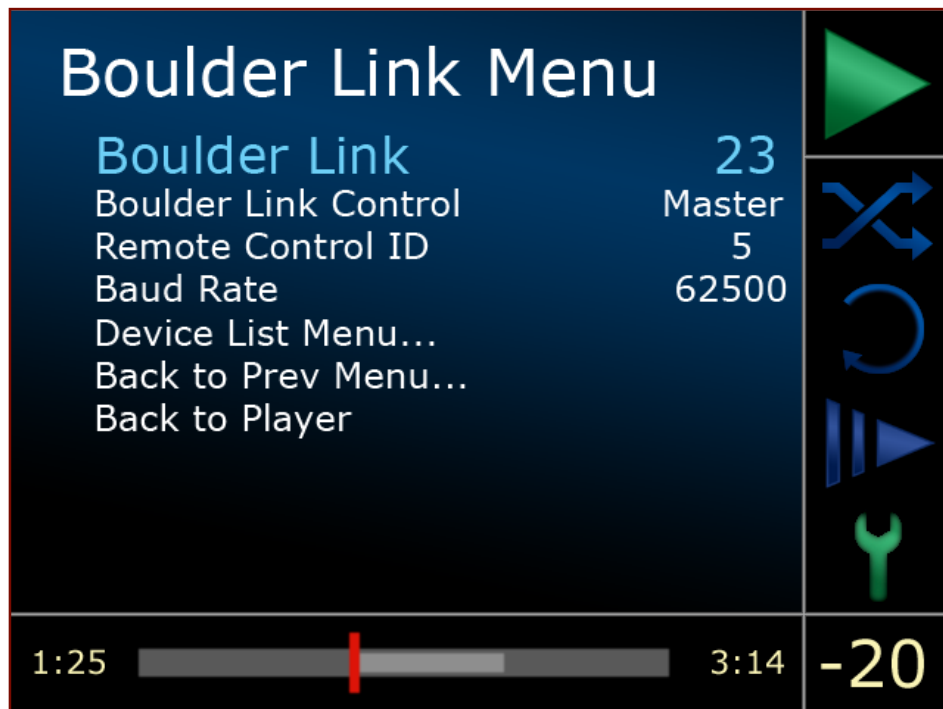 Boulder Link Menu
Boulder Link 23
Boulder Link Control Master
Remote Control ID 5
Baud Rate 62500
Device List Menu...
Back to Prev Menu...
Back to Player
1:25 3:14 -20